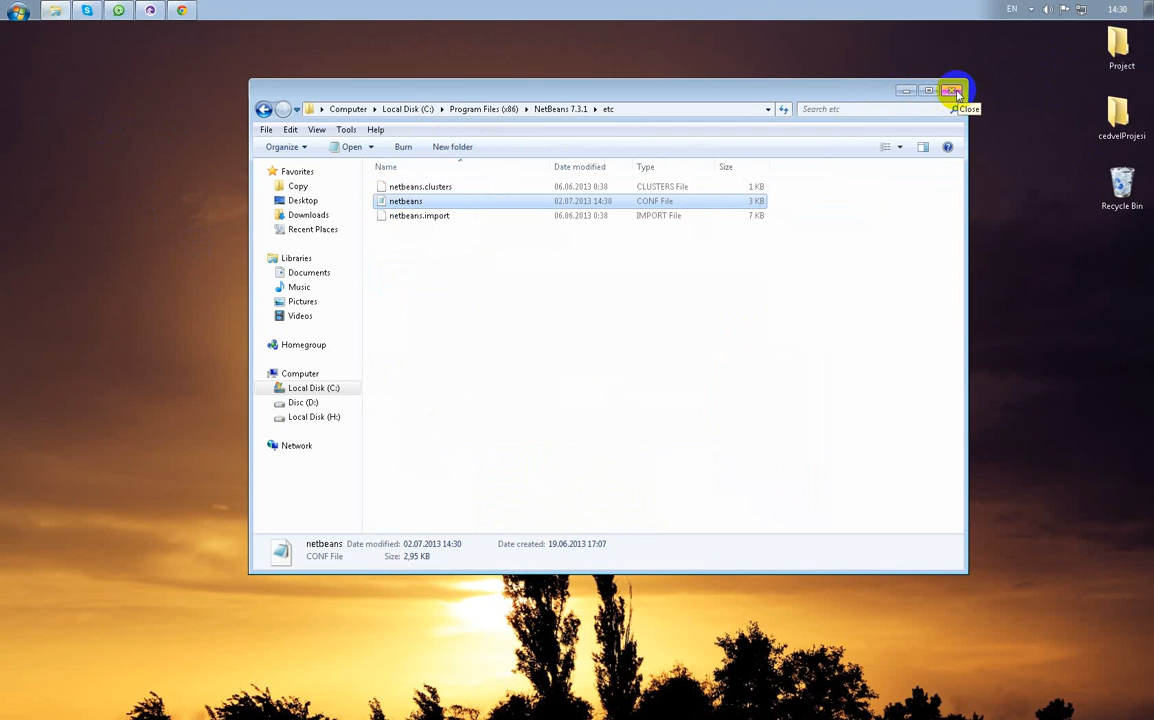 EN 14:30
Project
cedvelProjesi
Recycle Bin
Close
Computer Local Disk (C:) Program Files (x86) NetBeans 7.3.1 etc Search etc
File Edit View Tools Help
Organize Open Burn New folder
Name Date modified Type Size
netbeans.clusters 06.06.2013 0:38 CLUSTERS File 1 KB
netbeans 02.07.2013 14:30 CONF File 3 KB
netbeans.import 06.06.2013 0:38 IMPORT File 7 KB
Favorites
Copy
Desktop
Downloads
Recent Places
Libraries
Documents
Music
Pictures
Videos
Homegroup
Computer
Local Disk (C:)
Disc (D:)
Local Disk (H:)
Network
netbeans Date modified: 02.07.2013 14:30 Date created: 19.06.2013 17:07
CONF File Size: 2,95 KB